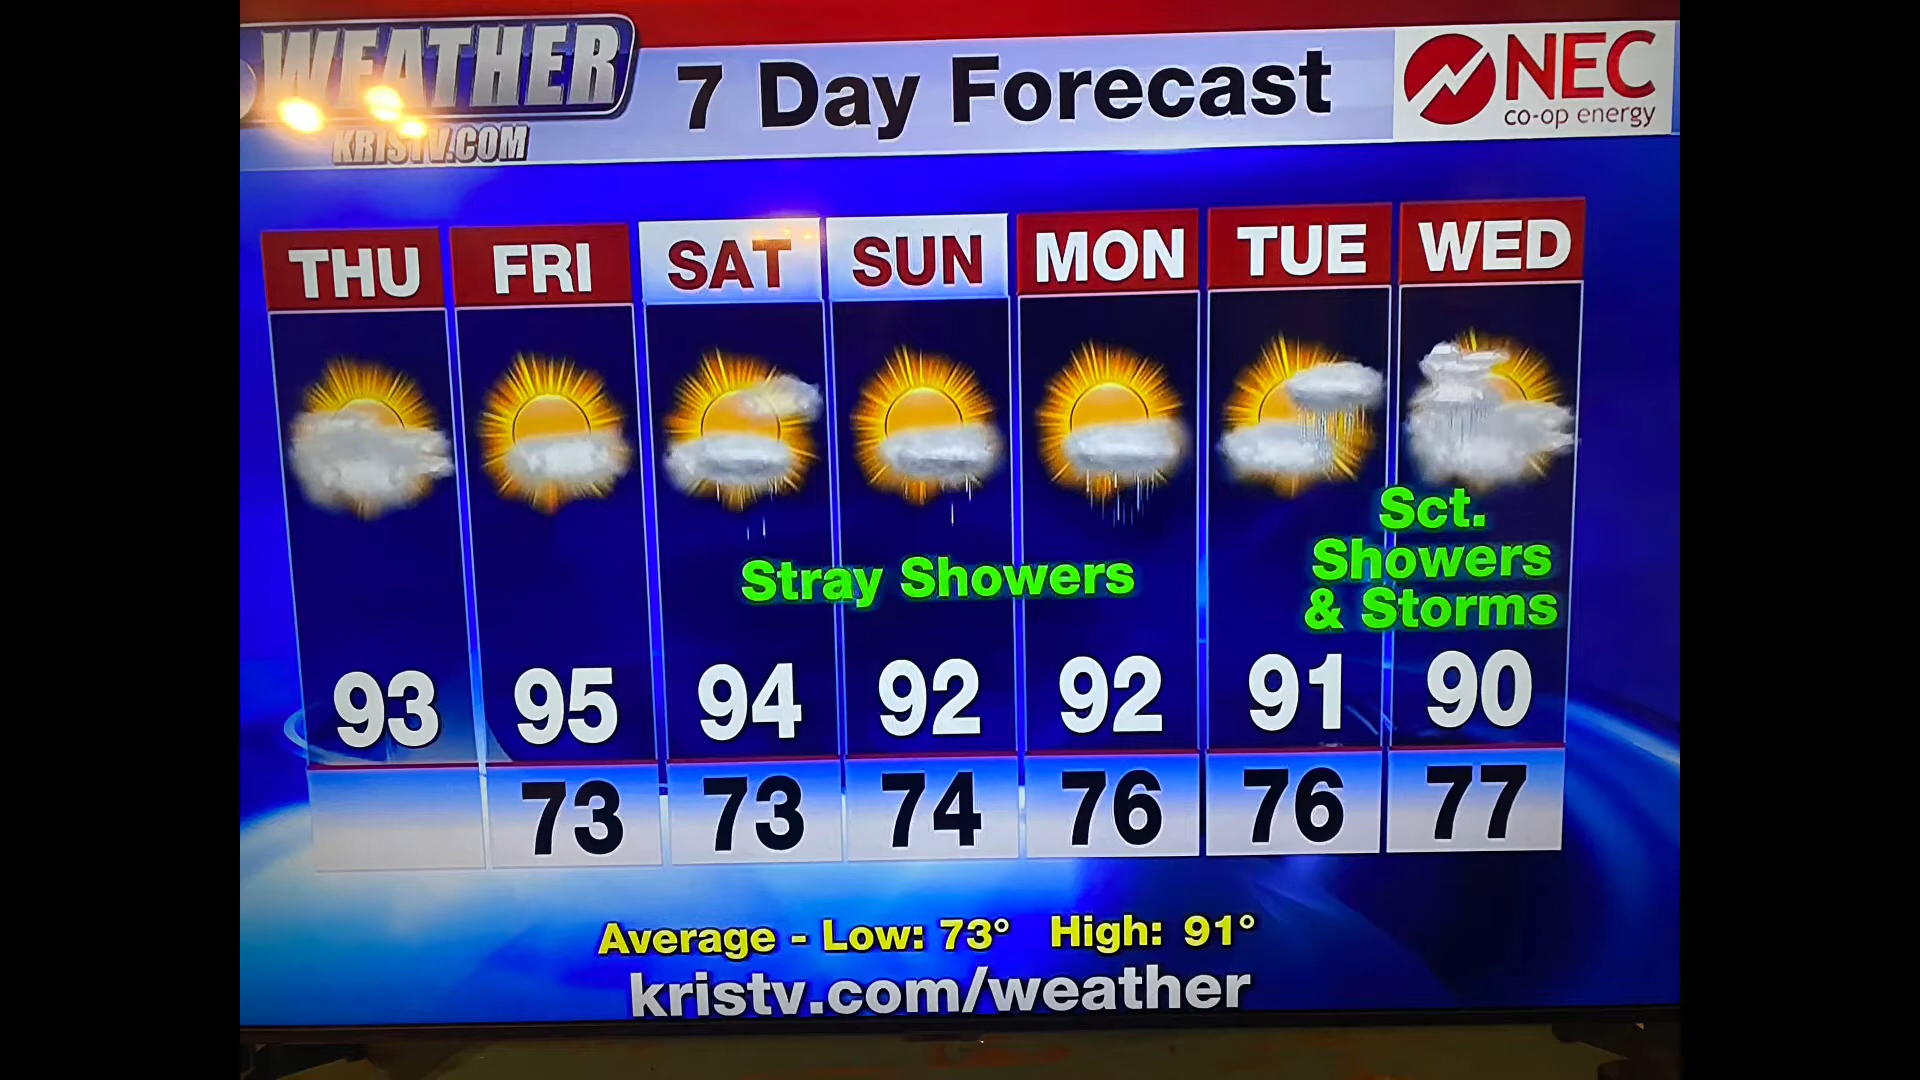 WEATHER
KRISTV.COM
7 Day Forecast
NEC
co-op energy
THU FRI SAT SUN MON TUE WED
Stray Showers
Sct.
Showers
& Storms
93 95 94 92 92 91 90
73 73 74 76 76 77
Average - Low: 73° High: 91°
kristv.com/weather